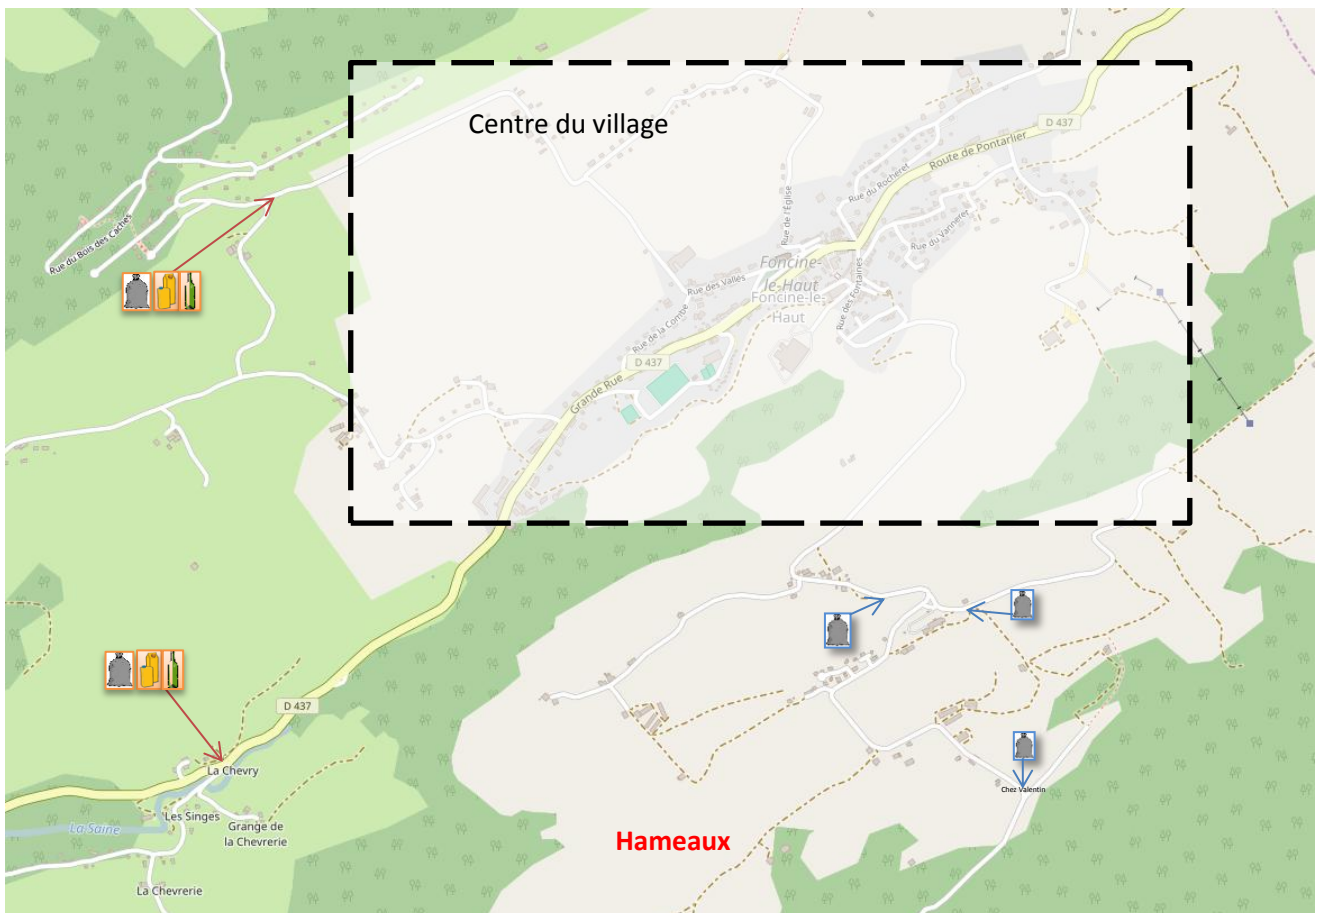 Centre du village
D 437
Route de Pontarlier
Rue du Rocheret
Rue de l'Église
Rue du Vanneret
Rue du Bois des Caches
Foncine-
le-Haut
Foncine-le-
Haut
Rue des Vallés
Rue des Fontaines
Rue de la Combe
D 437
Grande Rue
D 437
La Chevry
Les Singes
La Saine
Grange de
la Chevrerie
La Chevrerie
Chez Valentin
Hameaux